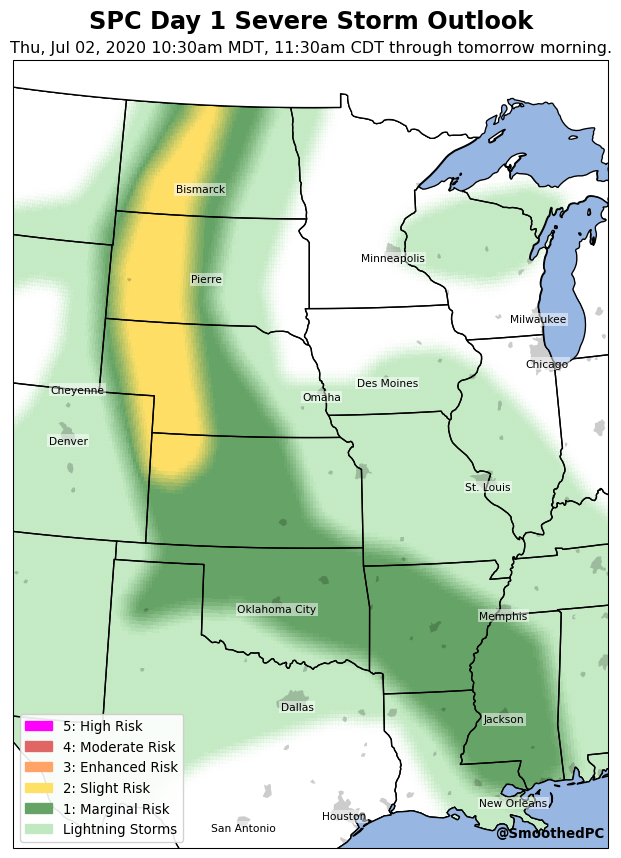 SPC Day 1 Severe Storm Outlook
Thu, Jul 02, 2020 10:30am MDT, 11:30am CDT through tomorrow morning.
Bismarck
Minneapolis
Pierre
Milwaukee
Chicago
Des Moines
Cheyenne
Omaha
Denver
St. Louis
Oklahoma City
Memphis
Dallas
Jackson
New Orleans
Houston
San Antonio
5: High Risk
4: Moderate Risk
3: Enhanced Risk
2: Slight Risk
1: Marginal Risk
Lightning Storms
@SmoothedPC